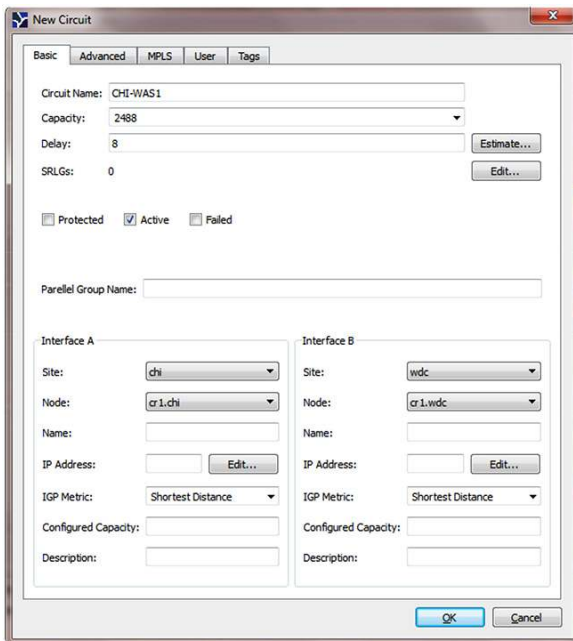 New Circuit
Basic Advanced MPLS User Tags
Circuit Name: CHI-WAS1
Capacity: 2488
Delay: 8 Estimate...
SRLGs: 0 Edit...
Protected Active Failed
Parellel Group Name:
Interface A Interface B
Site: chi Site: wdc
Node: cr1.chi Node: cr1.wdc
Name: Name:
IP Address: Edit... IP Address: Edit...
IGP Metric: Shortest Distance IGP Metric: Shortest Distance
Configured Capacity: Configured Capacity:
Description: Description:
OK Cancel